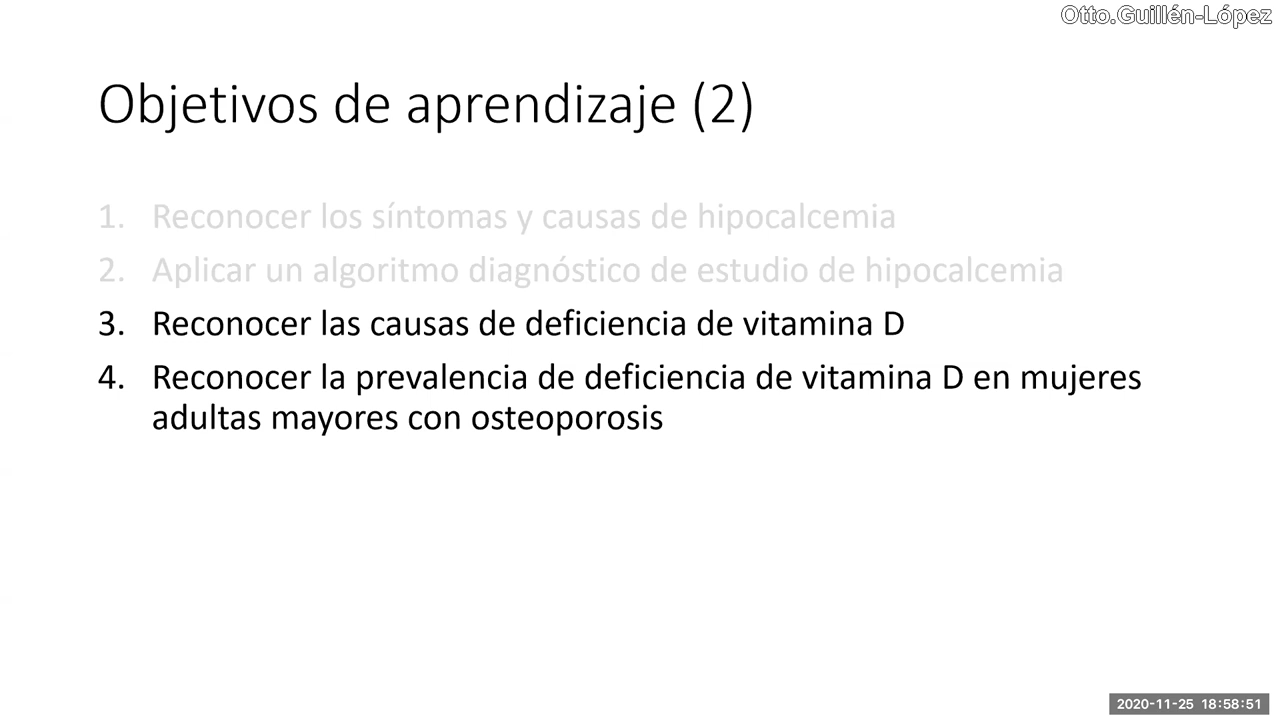 Otto.Guillén-López
Objetivos de aprendizaje (2)
1. Reconocer los síntomas y causas de hipocalcemia
2. Aplicar un algoritmo diagnóstico de estudio de hipocalcemia
3. Reconocer las causas de deficiencia de vitamina D
4. Reconocer la prevalencia de deficiencia de vitamina D en mujeres
adultas mayores con osteoporosis
2020-11-25 18:58:51